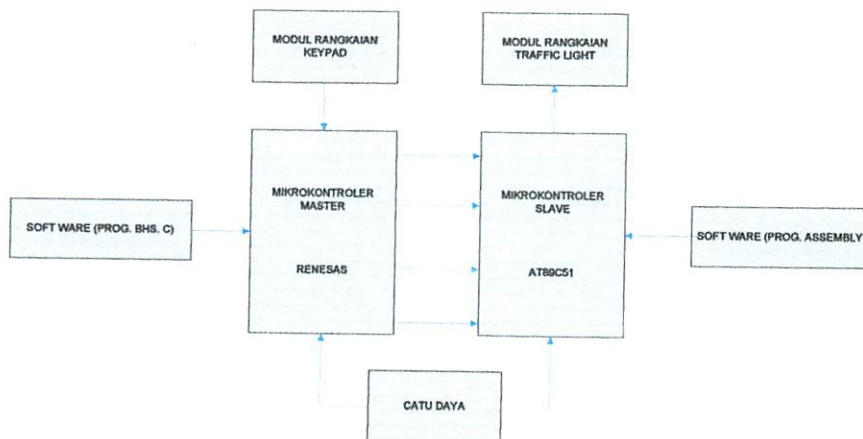 MODUL RANGKAIAN
KEYPAD
MODUL RANGKAIAN
TRAFFIC LIGHT
MIKROKONTROLER
MASTER
RENESAS
MIKROKONTROLER
SLAVE
AT89C51
SOFT WARE (PROG. BHS. C)
SOFT WARE (PROG. ASSEMBLY
CATU DAYA